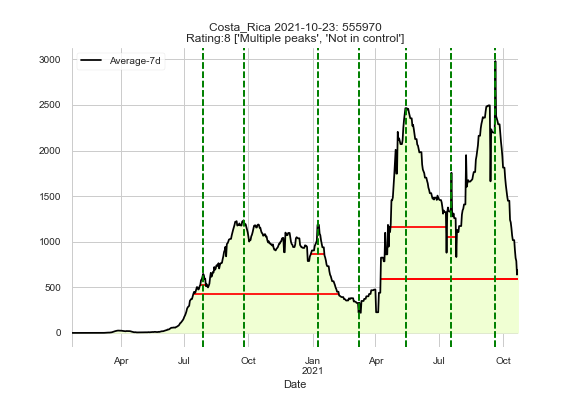 Costa_Rica 2021-10-23: 555970
Rating:8 ['Multiple peaks', 'Not in control']
Average-7d
3000
2500
2000
1500
1000
500
0
Apr Jul Oct Jan Apr Jul Oct
2021
Date